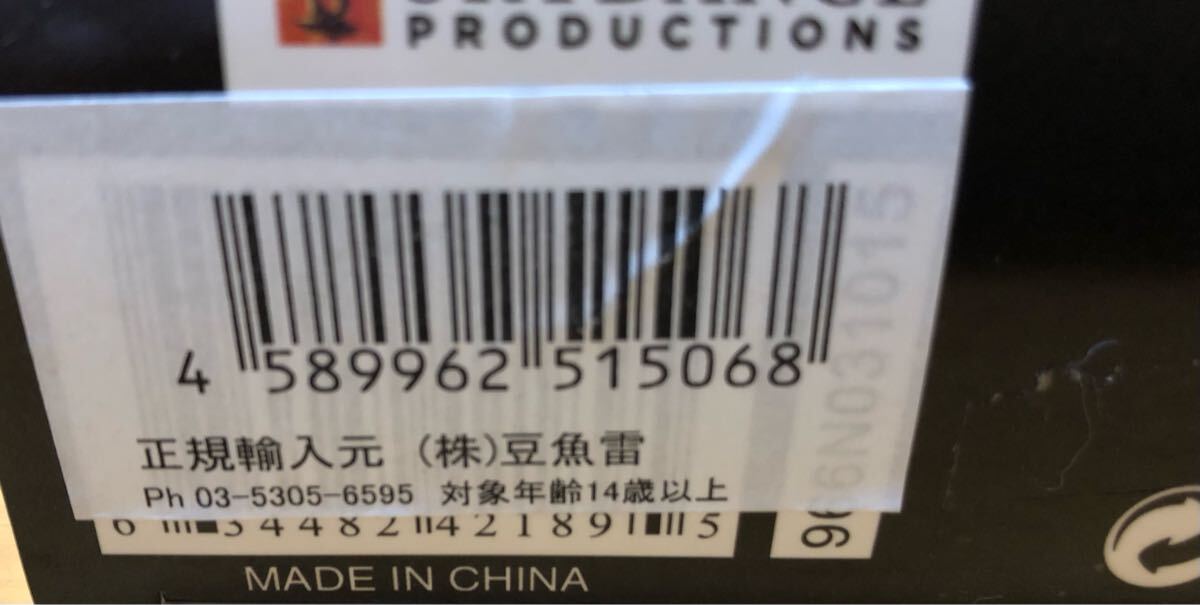 PRODUCTIONS
4 589962 515068
正規輸入元 (株)豆魚雷
Ph 03-5305-6595 対象年齢14歳以上
6 34482 42189 5
MADE IN CHINA
966N031015